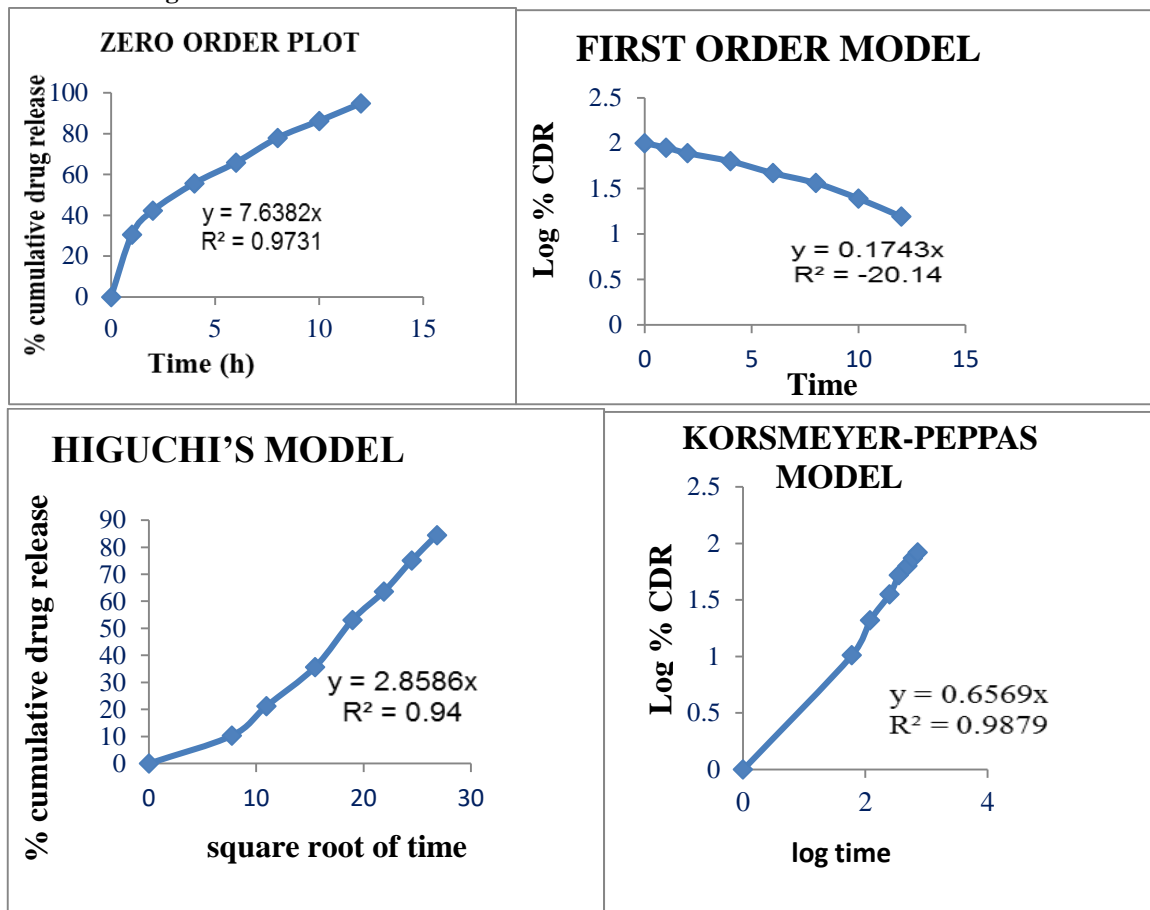 ZERO ORDER PLOT
% cumulative drug release
100
80
60
40
20
0
y = 7.6382x
R² = 0.9731
0 5 10 15
Time (h)
FIRST ORDER MODEL
Log % CDR
2.5
2
1.5
1
0.5
0
y = 0.1743x
R² = -20.14
0 5 10 15
Time
HIGUCHI'S MODEL
% cumulative drug release
90
80
70
60
50
40
30
20
10
0
y = 2.8586x
R² = 0.94
0 10 20 30
square root of time
KORSMEYER-PEPPAS
MODEL
Log % CDR
2.5
2
1.5
1
0.5
0
y = 0.6569x
R² = 0.9879
0 2 4
log time